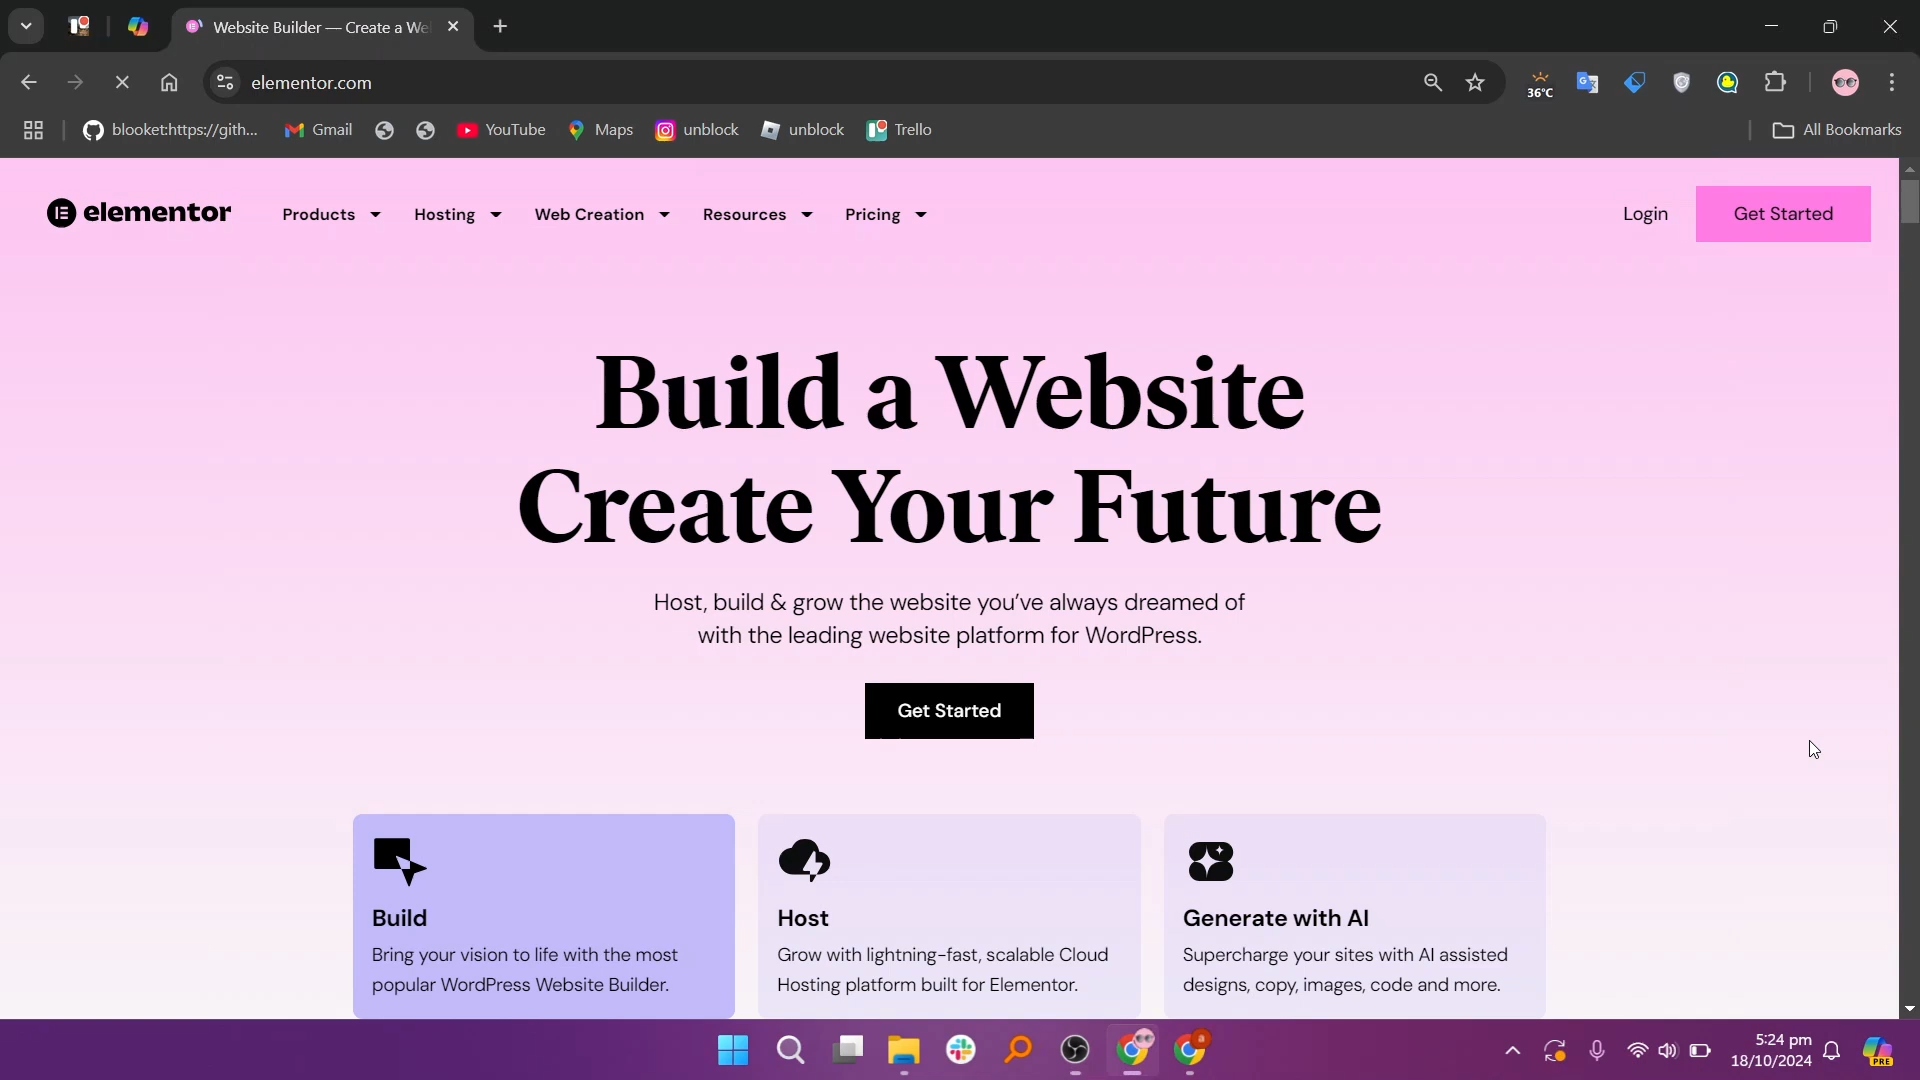 Website Builder — Create a We
elementor.com
36°C
blooket:https://gith...
Gmail
YouTube
Maps
unblock
unblock
Trello
All Bookmarks
elementor
Products
Hosting
Web Creation
Resources
Pricing
Login
Get Started
Build a Website
Create Your Future
Host, build & grow the website you’ve always dreamed of
with the leading website platform for WordPress.
Get Started
Build
Bring your vision to life with the most
popular WordPress Website Builder.
Host
Grow with lightning-fast, scalable Cloud
Hosting platform built for Elementor.
Generate with AI
Supercharge your sites with AI assisted
designs, copy, images, code and more.
5:24 pm
18/10/2024
PRE